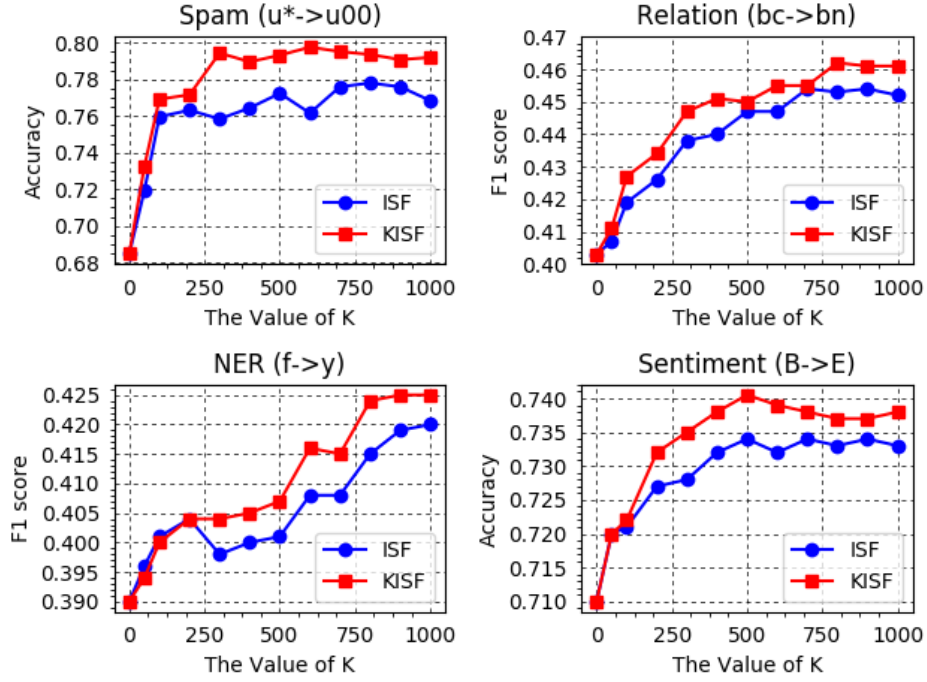 Spam (u*->u00)
0.80
0.78
0.76
0.74
0.72
0.70
0.68
Accuracy
ISF
KISF
0 250 500 750 1000
The Value of K
Relation (bc->bn)
0.47
0.46
0.45
0.44
0.43
0.42
0.41
0.40
F1 score
ISF
KISF
0 250 500 750 1000
The Value of K
NER (f->y)
0.425
0.420
0.415
0.410
0.405
0.400
0.395
0.390
F1 score
ISF
KISF
0 250 500 750 1000
The Value of K
Sentiment (B->E)
0.740
0.735
0.730
0.725
0.720
0.715
0.710
Accuracy
ISF
KISF
0 250 500 750 1000
The Value of K